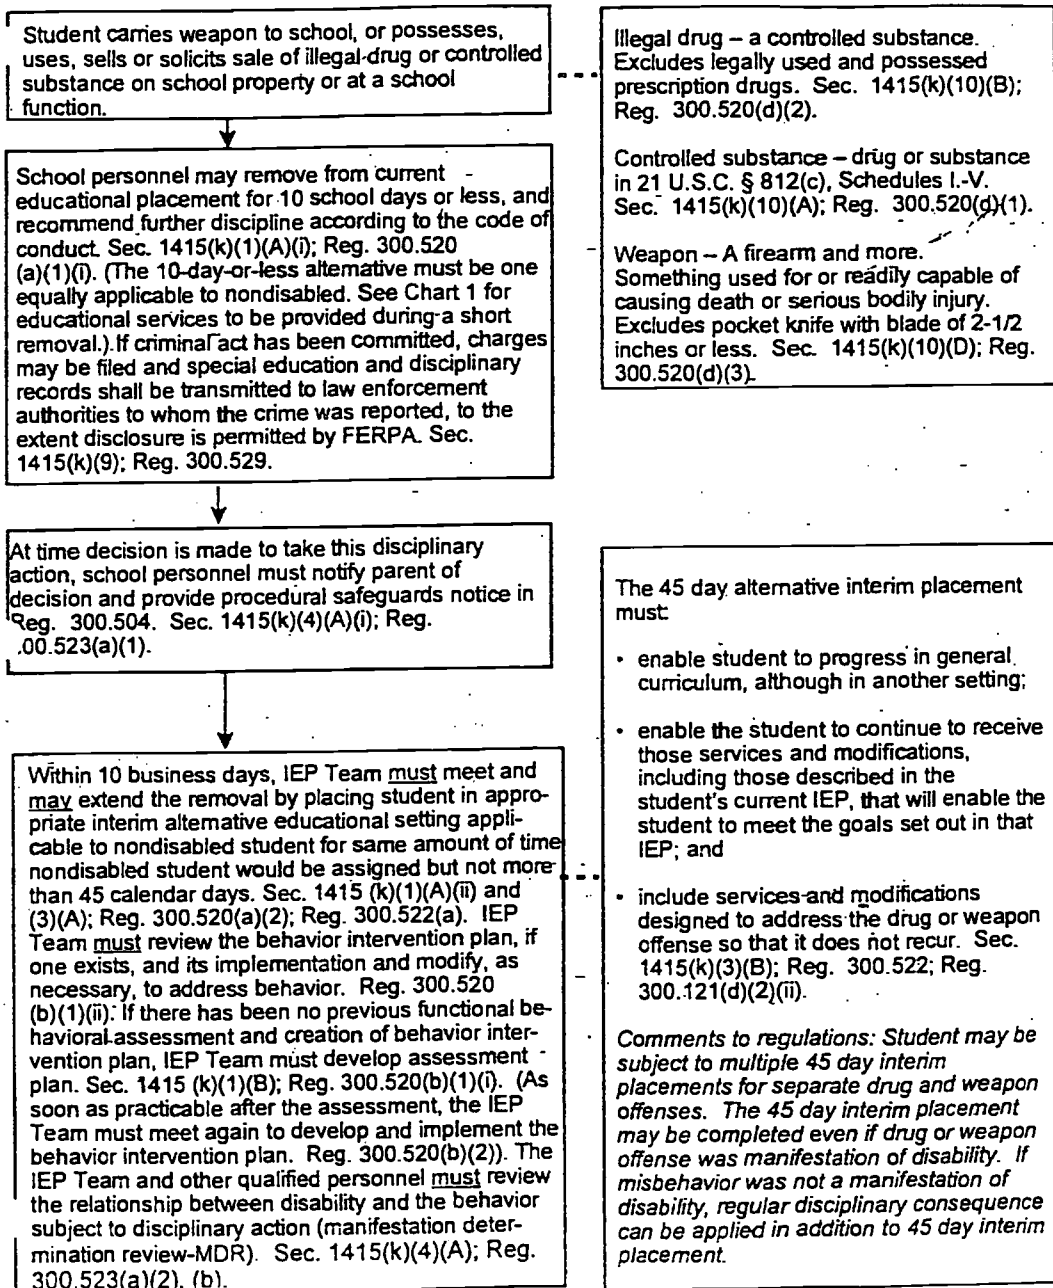 Student carries weapon to school, or possesses,
uses, sells or solicits sale of illegal-drug or controlled
substance on school property or at a school
function.
School personnel may remove from current -
educational placement for 10 school days or less, and
recommend further discipline according to the code of
conduct. Sec. 1415(k)(1)(A)(i); Reg. 300.520
(a)(1)(i). (The 10-day-or-less alternative must be one
equally applicable to nondisabled. See Chart 1 for
educational services to be provided during a short
removal.) If criminal act has been committed, charges
may be filed and special education and disciplinary
records shall be transmitted to law enforcement
authorities to whom the crime was reported, to the
extent disclosure is permitted by FERPA. Sec.
1415(k)(9); Reg. 300.529.
At time decision is made to take this disciplinary
action, school personnel must notify parent of
decision and provide procedural safeguards notice in
Reg. 300.504. Sec. 1415(k)(4)(A)(i); Reg.
.00.523(a)(1).
Within 10 business days, IEP Team must meet and
may extend the removal by placing student in appro-
priate interim alternative educational setting appli-
cable to nondisabled student for same amount of time
nondisabled student would be assigned but not more
than 45 calendar days. Sec. 1415 (k)(1)(A)(ii) and
(3)(A); Reg. 300.520(a)(2); Reg. 300.522(a). IEP
Team must review the behavior intervention plan, if
one exists, and its implementation and modify, as
necessary, to address behavior. Reg. 300.520
(b)(1)(ii). If there has been no previous functional be-
havioral assessment and creation of behavior inter-
vention plan, IEP Team must develop assessment
plan. Sec. 1415 (k)(1)(B); Reg. 300.520(b)(1)(i). (As
soon as practicable after the assessment, the IEP
Team must meet again to develop and implement the
behavior intervention plan. Reg. 300.520(b)(2)). The
IEP Team and other qualified personnel must review
the relationship between disability and the behavior
subject to disciplinary action (manifestation deter-
mination review-MDR). Sec. 1415(k)(4)(A); Reg.
300.523(a)(2), (b).
Illegal drug – a controlled substance.
Excludes legally used and possessed
prescription drugs. Sec. 1415(k)(10)(B);
Reg. 300.520(d)(2).
Controlled substance – drug or substance
in 21 U.S.C. § 812(c), Schedules I.-V.
Sec. 1415(k)(10)(A); Reg. 300.520(d)(1).
Weapon – A firearm and more.
Something used for or readily capable of
causing death or serious bodily injury.
Excludes pocket knife with blade of 2-1/2
inches or less. Sec. 1415(k)(10)(D); Reg.
300.520(d)(3).
The 45 day alternative interim placement
must:
• enable student to progress in general
curriculum, although in another setting;
• enable the student to continue to receive
those services and modifications,
including those described in the
student's current IEP, that will enable the
student to meet the goals set out in that
IEP; and
• include services and modifications
designed to address the drug or weapon
offense so that it does not recur. Sec.
1415(k)(3)(B); Reg. 300.522; Reg.
300.121(d)(2)(ii).
Comments to regulations: Student may be
subject to multiple 45 day interim
placements for separate drug and weapon
offenses. The 45 day interim placement
may be completed even if drug or weapon
offense was manifestation of disability. If
misbehavior was not a manifestation of
disability, regular disciplinary consequence
can be applied in addition to 45 day interim
placement.